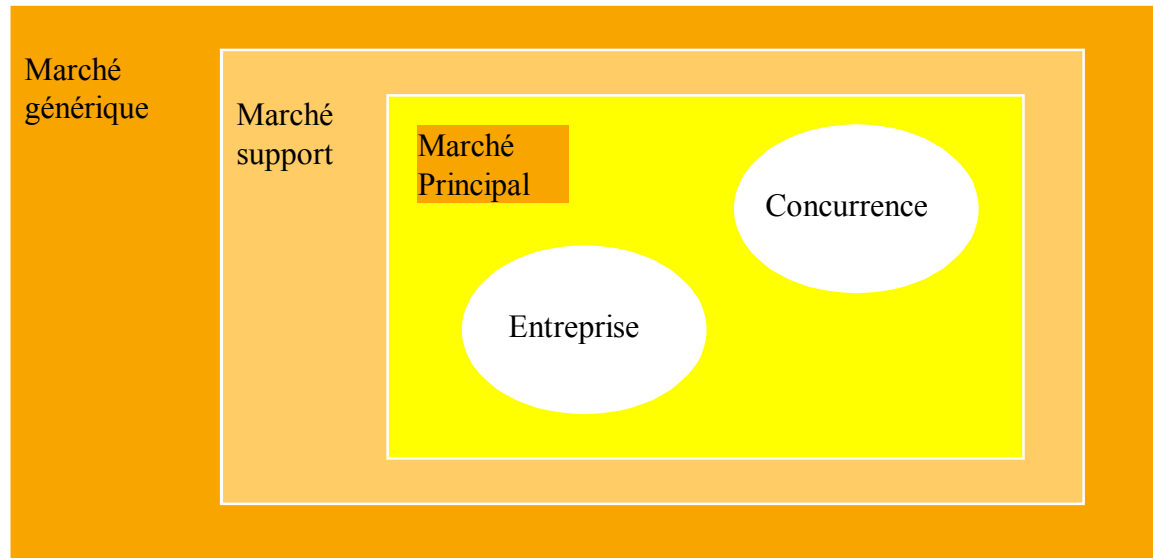 Marché
générique
Marché
support
Marché
Principal
Concurrence
Entreprise